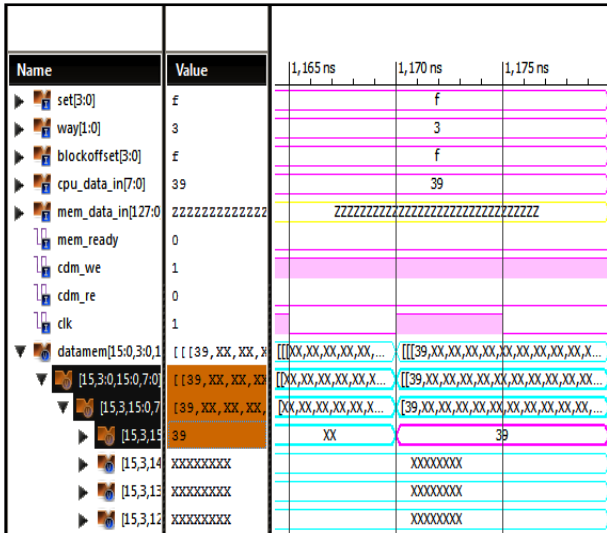 Name Value 1,165 ns 1,170 ns 1,175 ns
set[3:0] f f
way[1:0] 3 3
blockoffset[3:0] f f
cpu_data_in[7:0] 39 39
mem_data_in[127:0 ZZZZZZZZZZZZZ ZZZZZZZZZZZZZZZZZZZZZZZZZZZZZZZZ
mem_ready 0
cdm_we 1
cdm_re 0
clk 1
datamem[15:0,3:0,1 [[[39,XX,XX,X [[[XX,XX,XX,XX,XX,... [[[39,XX,XX,XX,XX,XX,XX,XX,XX,X...
[15,3:0,15:0,7:0] [[39,XX,XX,XX [[XX,XX,XX,XX,XX,X... [[39,XX,XX,XX,XX,XX,XX,XX,XX,XX...
[15,3,15:0,7 [39,XX,XX,XX, [XX,XX,XX,XX,XX,X... [39,XX,XX,XX,XX,XX,XX,XX,XX,XX,...
[15,3,15 39 XX 39
[15,3,14 XXXXXXXX XXXXXXXX
[15,3,13 XXXXXXXX XXXXXXXX
[15,3,12 XXXXXXXX XXXXXXXX